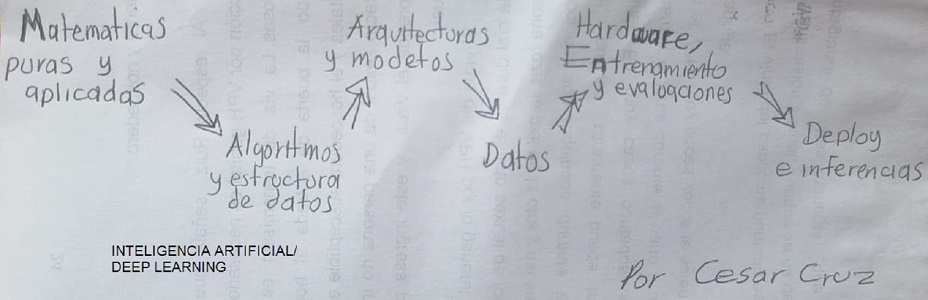 Matematicas
puras y
aplicadas
Algoritmos
y estructura
de datos
Arquitecturas
y modelos
Datos
Hardware,
Entrenamiento
y evaluaciones
Deploy
e inferencias
INTELIGENCIA ARTIFICIAL/
DEEP LEARNING
Por Cesar Cruz